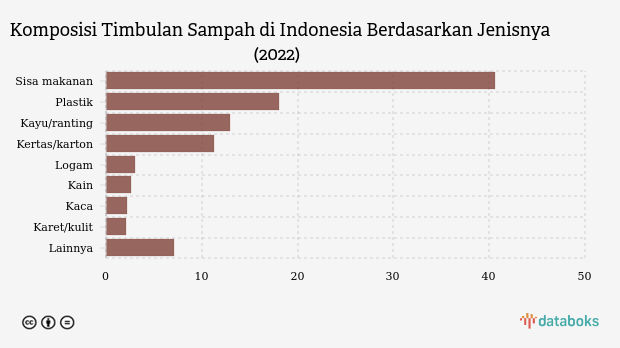 Komposisi Timbulan Sampah di Indonesia Berdasarkan Jenisnya
(2022)
Sisa makanan
Plastik
Kayu/ranting
Kertas/karton
Logam
Kain
Kaca
Karet/kulit
Lainnya
0 10 20 30 40 50
cc
databoks